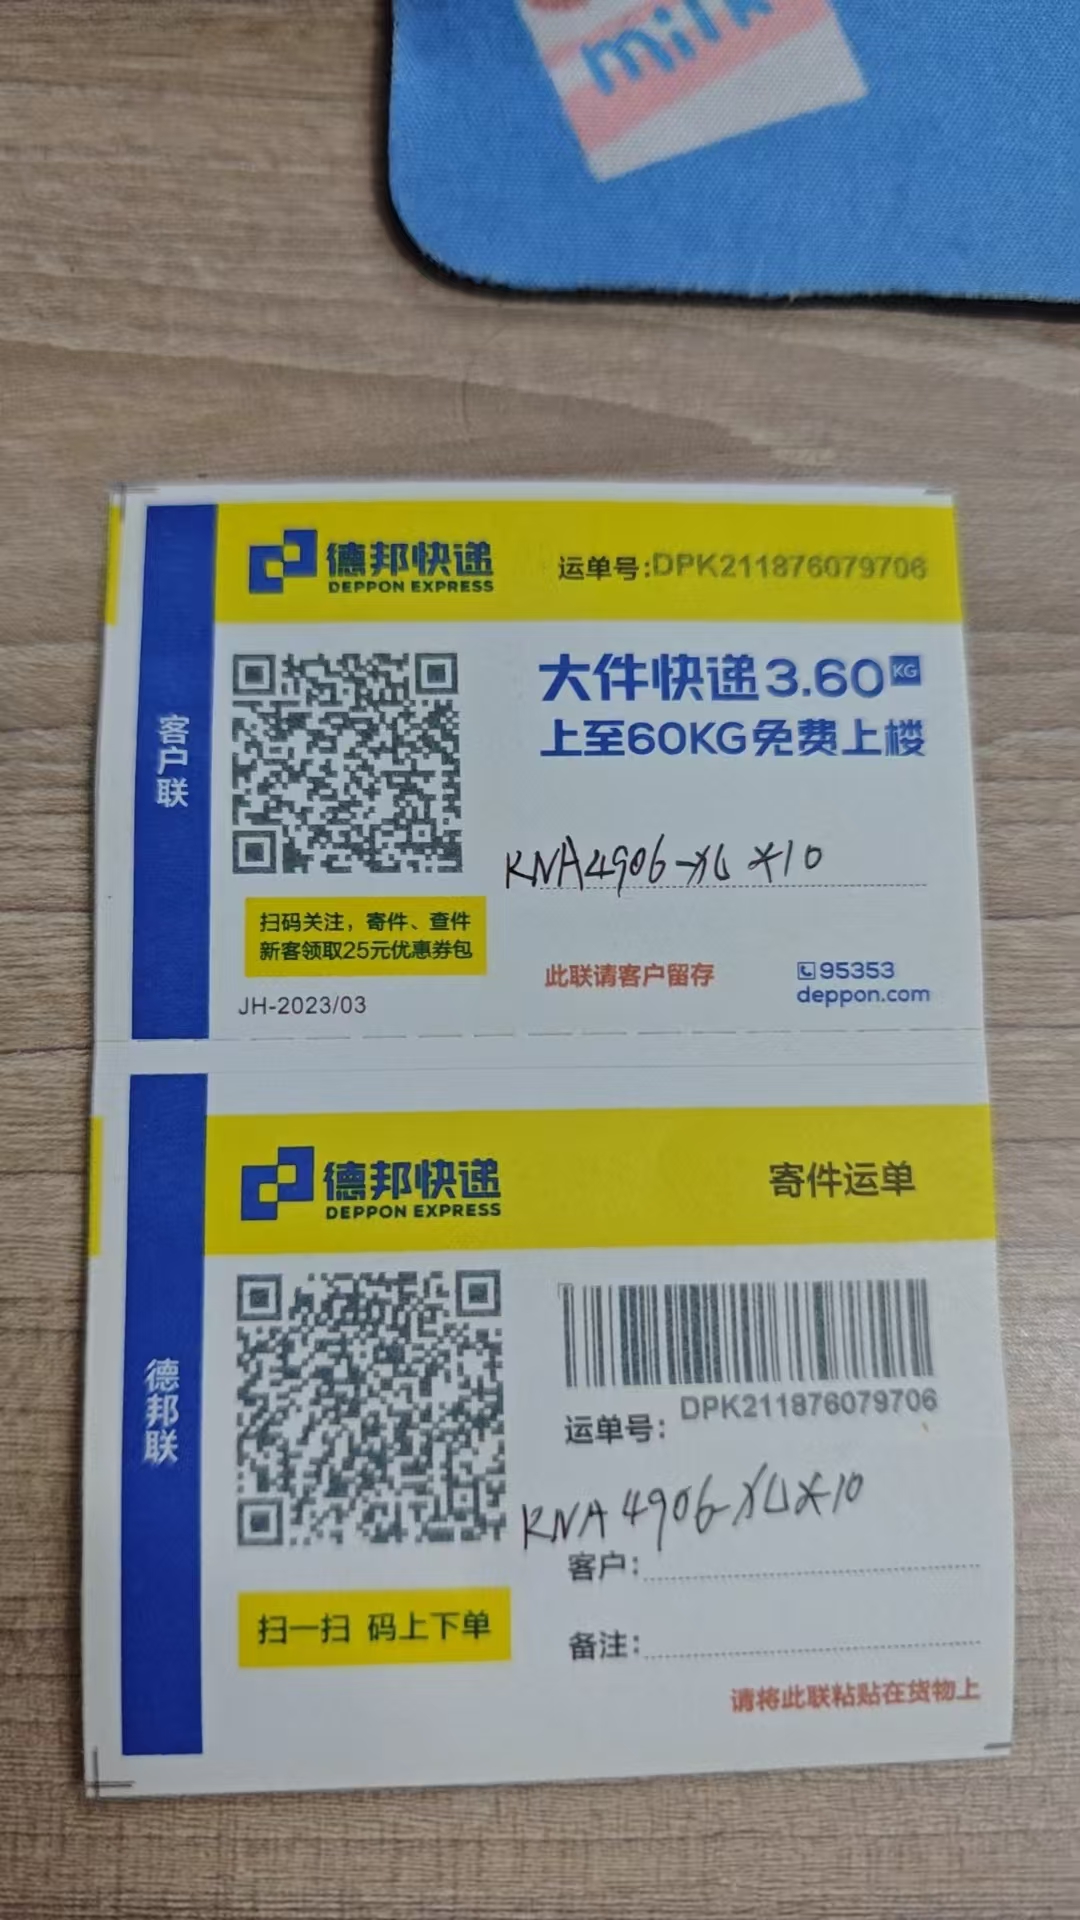 milk
德邦快递
DEPPON EXPRESS
运单号:DPK211876079706
客户联
大件快递3.60KG
上至60KG免费上楼
KNA4906-XL*10
扫码关注，寄件、查件
新客领取25元优惠券包
此联请客户留存
95353
deppon.com
JH-2023/03
德邦快递
DEPPON EXPRESS
寄件运单
德邦联
DPK211876079706
运单号:
KNA4906-XL*10
客户:
扫一扫 码上下单
备注:
请将此联粘贴在货物上